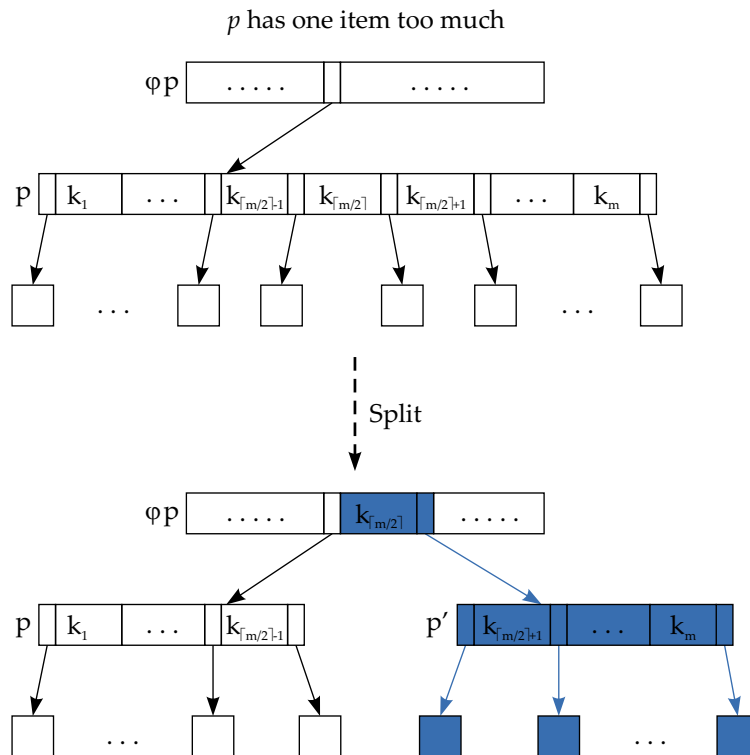 p has one item too much
φp ..... .....
p k₁ ... k⌈m/2⌉-1 k⌈m/2⌉ k⌈m/2⌉+1 ... kₘ
... ...
Split
φp ..... k⌈m/2⌉ .....
p k₁ ... k⌈m/2⌉-1 p′ k⌈m/2⌉+1 ... kₘ
... ...